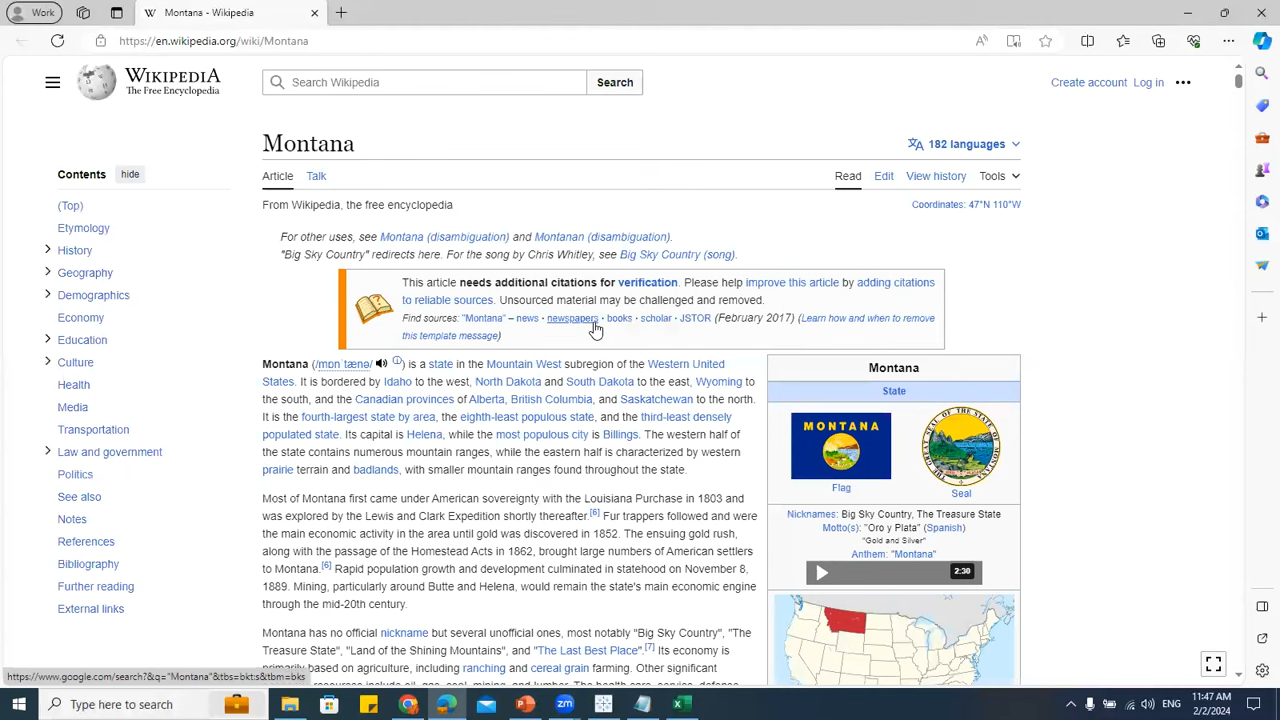 Work
Montana - Wikipedia
https://en.wikipedia.org/wiki/Montana
WIKIPEDIA
The Free Encyclopedia
Search Wikipedia
Search
Create account Log in
Montana
182 languages
Article Talk
Read Edit View history Tools
From Wikipedia, the free encyclopedia
Coordinates: 47°N 110°W
Contents hide
(Top)
Etymology
History
Geography
Demographics
Economy
Education
Culture
Health
Media
Transportation
Law and government
Politics
See also
Notes
References
Bibliography
Further reading
External links
For other uses, see Montana (disambiguation) and Montanan (disambiguation).
"Big Sky Country" redirects here. For the song by Chris Whitley, see Big Sky Country (song).
This article needs additional citations for verification. Please help improve this article by adding citations
to reliable sources. Unsourced material may be challenged and removed.
Find sources: "Montana" – news · newspapers · books · scholar · JSTOR (February 2017) (Learn how and when to remove
this template message)
Montana (/mɒnˈtænə/ ⓘ) is a state in the Mountain West subregion of the Western United
States. It is bordered by Idaho to the west, North Dakota and South Dakota to the east, Wyoming to
the south, and the Canadian provinces of Alberta, British Columbia, and Saskatchewan to the north.
It is the fourth-largest state by area, the eighth-least populous state, and the third-least densely
populated state. Its capital is Helena, while the most populous city is Billings. The western half of
the state contains numerous mountain ranges, while the eastern half is characterized by western
prairie terrain and badlands, with smaller mountain ranges found throughout the state.
Most of Montana first came under American sovereignty with the Louisiana Purchase in 1803 and
was explored by the Lewis and Clark Expedition shortly thereafter.[6] Fur trappers followed and were
the main economic activity in the area until gold was discovered in 1852. The ensuing gold rush,
along with the passage of the Homestead Acts in 1862, brought large numbers of American settlers
to Montana.[6] Rapid population growth and development culminated in statehood on November 8,
1889. Mining, particularly around Butte and Helena, would remain the state's main economic engine
through the mid-20th century.
Montana has no official nickname but several unofficial ones, most notably "Big Sky Country", "The
Treasure State", "Land of the Shining Mountains", and "The Last Best Place".[7] Its economy is
primarily based on agriculture, including ranching and cereal grain farming. Other significant
Montana
State
MONTANA
Flag
Seal
Nicknames: Big Sky Country, The Treasure State
Motto(s): "Oro y Plata" (Spanish)
"Gold and Silver"
Anthem: "Montana"
2:30
https://www.google.com/search?&q="Montana"&tbs=bkts&tbm=bks
Type here to search
ENG
11:47 AM
2/2/2024